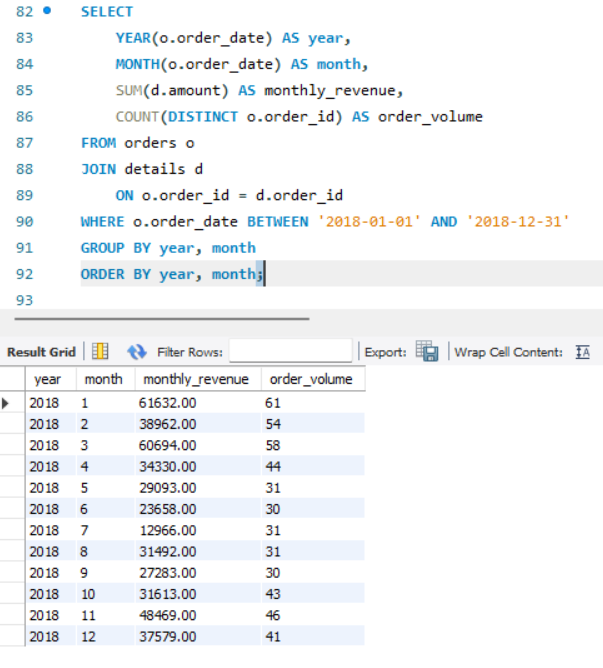 82 SELECT
83 YEAR(o.order_date) AS year,
84 MONTH(o.order_date) AS month,
85 SUM(d.amount) AS monthly_revenue,
86 COUNT(DISTINCT o.order_id) AS order_volume
87 FROM orders o
88 JOIN details d
89 ON o.order_id = d.order_id
90 WHERE o.order_date BETWEEN '2018-01-01' AND '2018-12-31'
91 GROUP BY year, month
92 ORDER BY year, month;
93
Result Grid Filter Rows: Export: Wrap Cell Content: IA
year month monthly_revenue order_volume
2018 1 61632.00 61
2018 2 38962.00 54
2018 3 60694.00 58
2018 4 34330.00 44
2018 5 29093.00 31
2018 6 23658.00 30
2018 7 12966.00 31
2018 8 31492.00 31
2018 9 27283.00 30
2018 10 31613.00 43
2018 11 48469.00 46
2018 12 37579.00 41